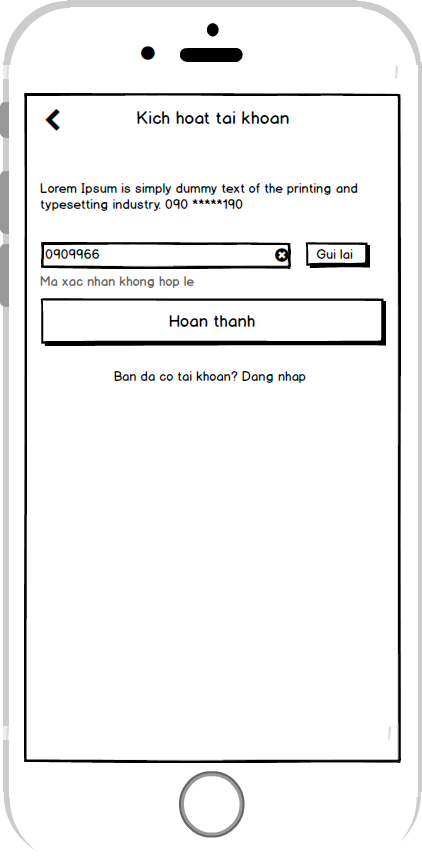 Kich hoat tai khoan
Lorem Ipsum is simply dummy text of the printing and
typesetting industry. 090 *****190
0909966
Gui lai
Ma xac nhan khong hop le
Hoan thanh
Ban da co tai khoan? Dang nhap